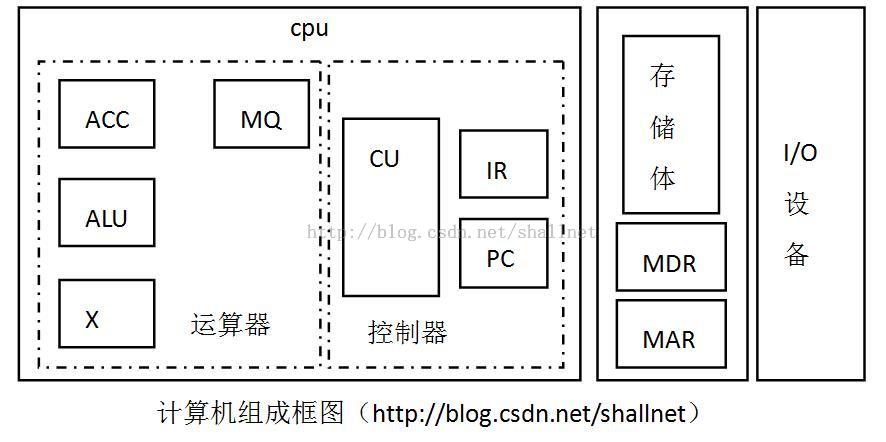 cpu
ACC
MQ
ALU
X
运算器
CU
IR
PC
控制器
存
储
体
MDR
MAR
I/O
设
备
http://blog.csdn.net/shallnet
计算机组成框图（http://blog.csdn.net/shallnet）